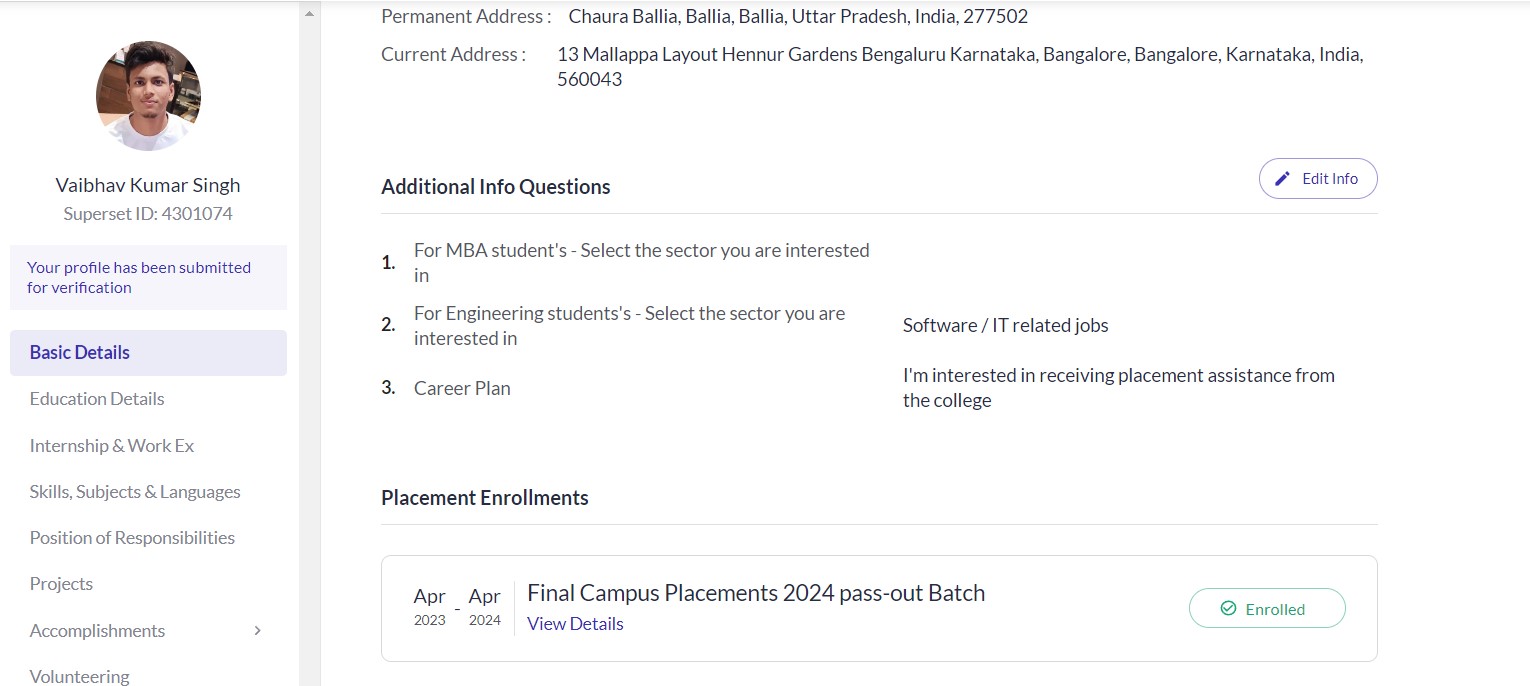 Vaibhav Kumar Singh
Superset ID: 4301074
Your profile has been submitted
for verification
Basic Details
Education Details
Internship & Work Ex
Skills, Subjects & Languages
Position of Responsibilities
Projects
Accomplishments
Volunteering
Permanent Address : Chaura Ballia, Ballia, Ballia, Uttar Pradesh, India, 277502
Current Address : 13 Mallappa Layout Hennur Gardens Bengaluru Karnataka, Bangalore, Bangalore, Karnataka, India,
560043
Additional Info Questions
Edit Info
1. For MBA student's - Select the sector you are interested
in
2. For Engineering students's - Select the sector you are
interested in
Software / IT related jobs
3. Career Plan
I'm interested in receiving placement assistance from
the college
Placement Enrollments
Apr 2023 - Apr 2024
Final Campus Placements 2024 pass-out Batch
View Details
Enrolled